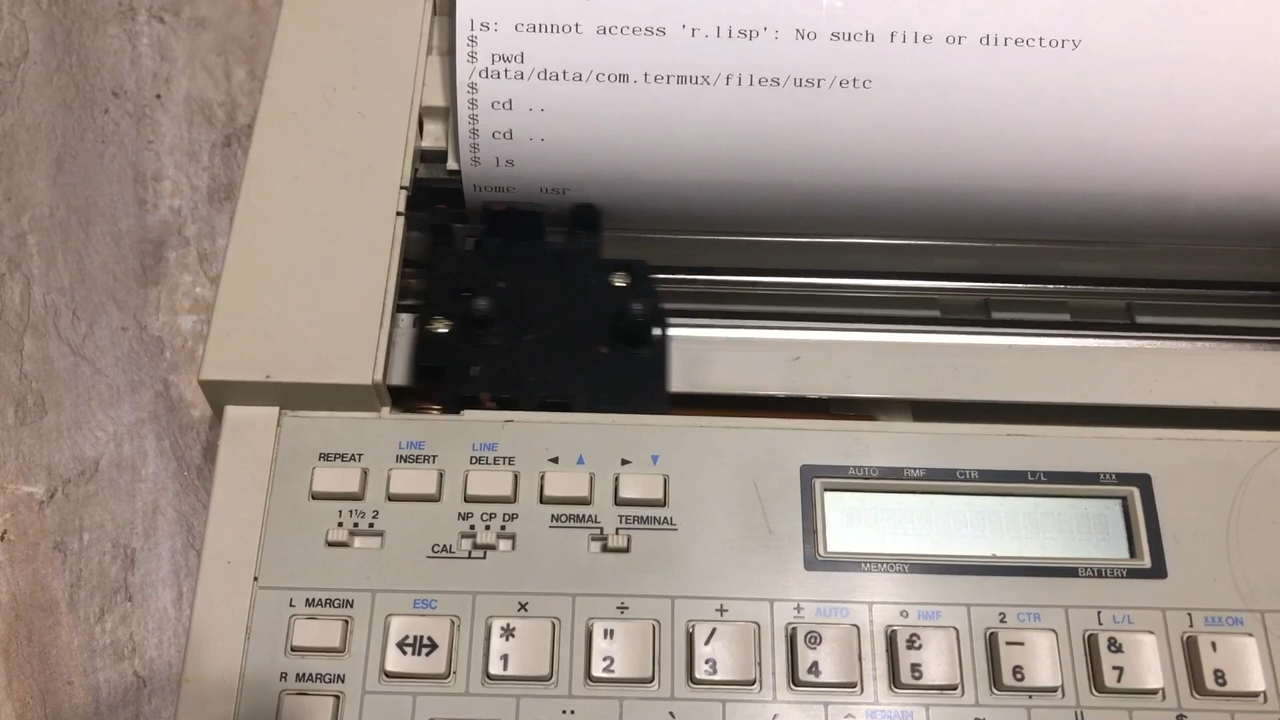 ls: cannot access 'r.lisp': No such file or directory
$
$ pwd
/data/data/com.termux/files/usr/etc
$
$ cd ..
$
$ cd ..
$
$ ls
home usr
REPEAT
LINE
INSERT
LINE
DELETE
◄ ▲
► ▼
1 1½ 2
NP CP DP
CAL
NORMAL TERMINAL
AUTO RMF CTR L/L xxx
MEMORY BATTERY
L MARGIN
R MARGIN
ESC
×
* 1
÷
" 2
+
/ 3
± AUTO
@ 4
RMF
£ 5
2 CTR
– 6
[ L/L
& 7
] xxx ON
' 8
REMAIN